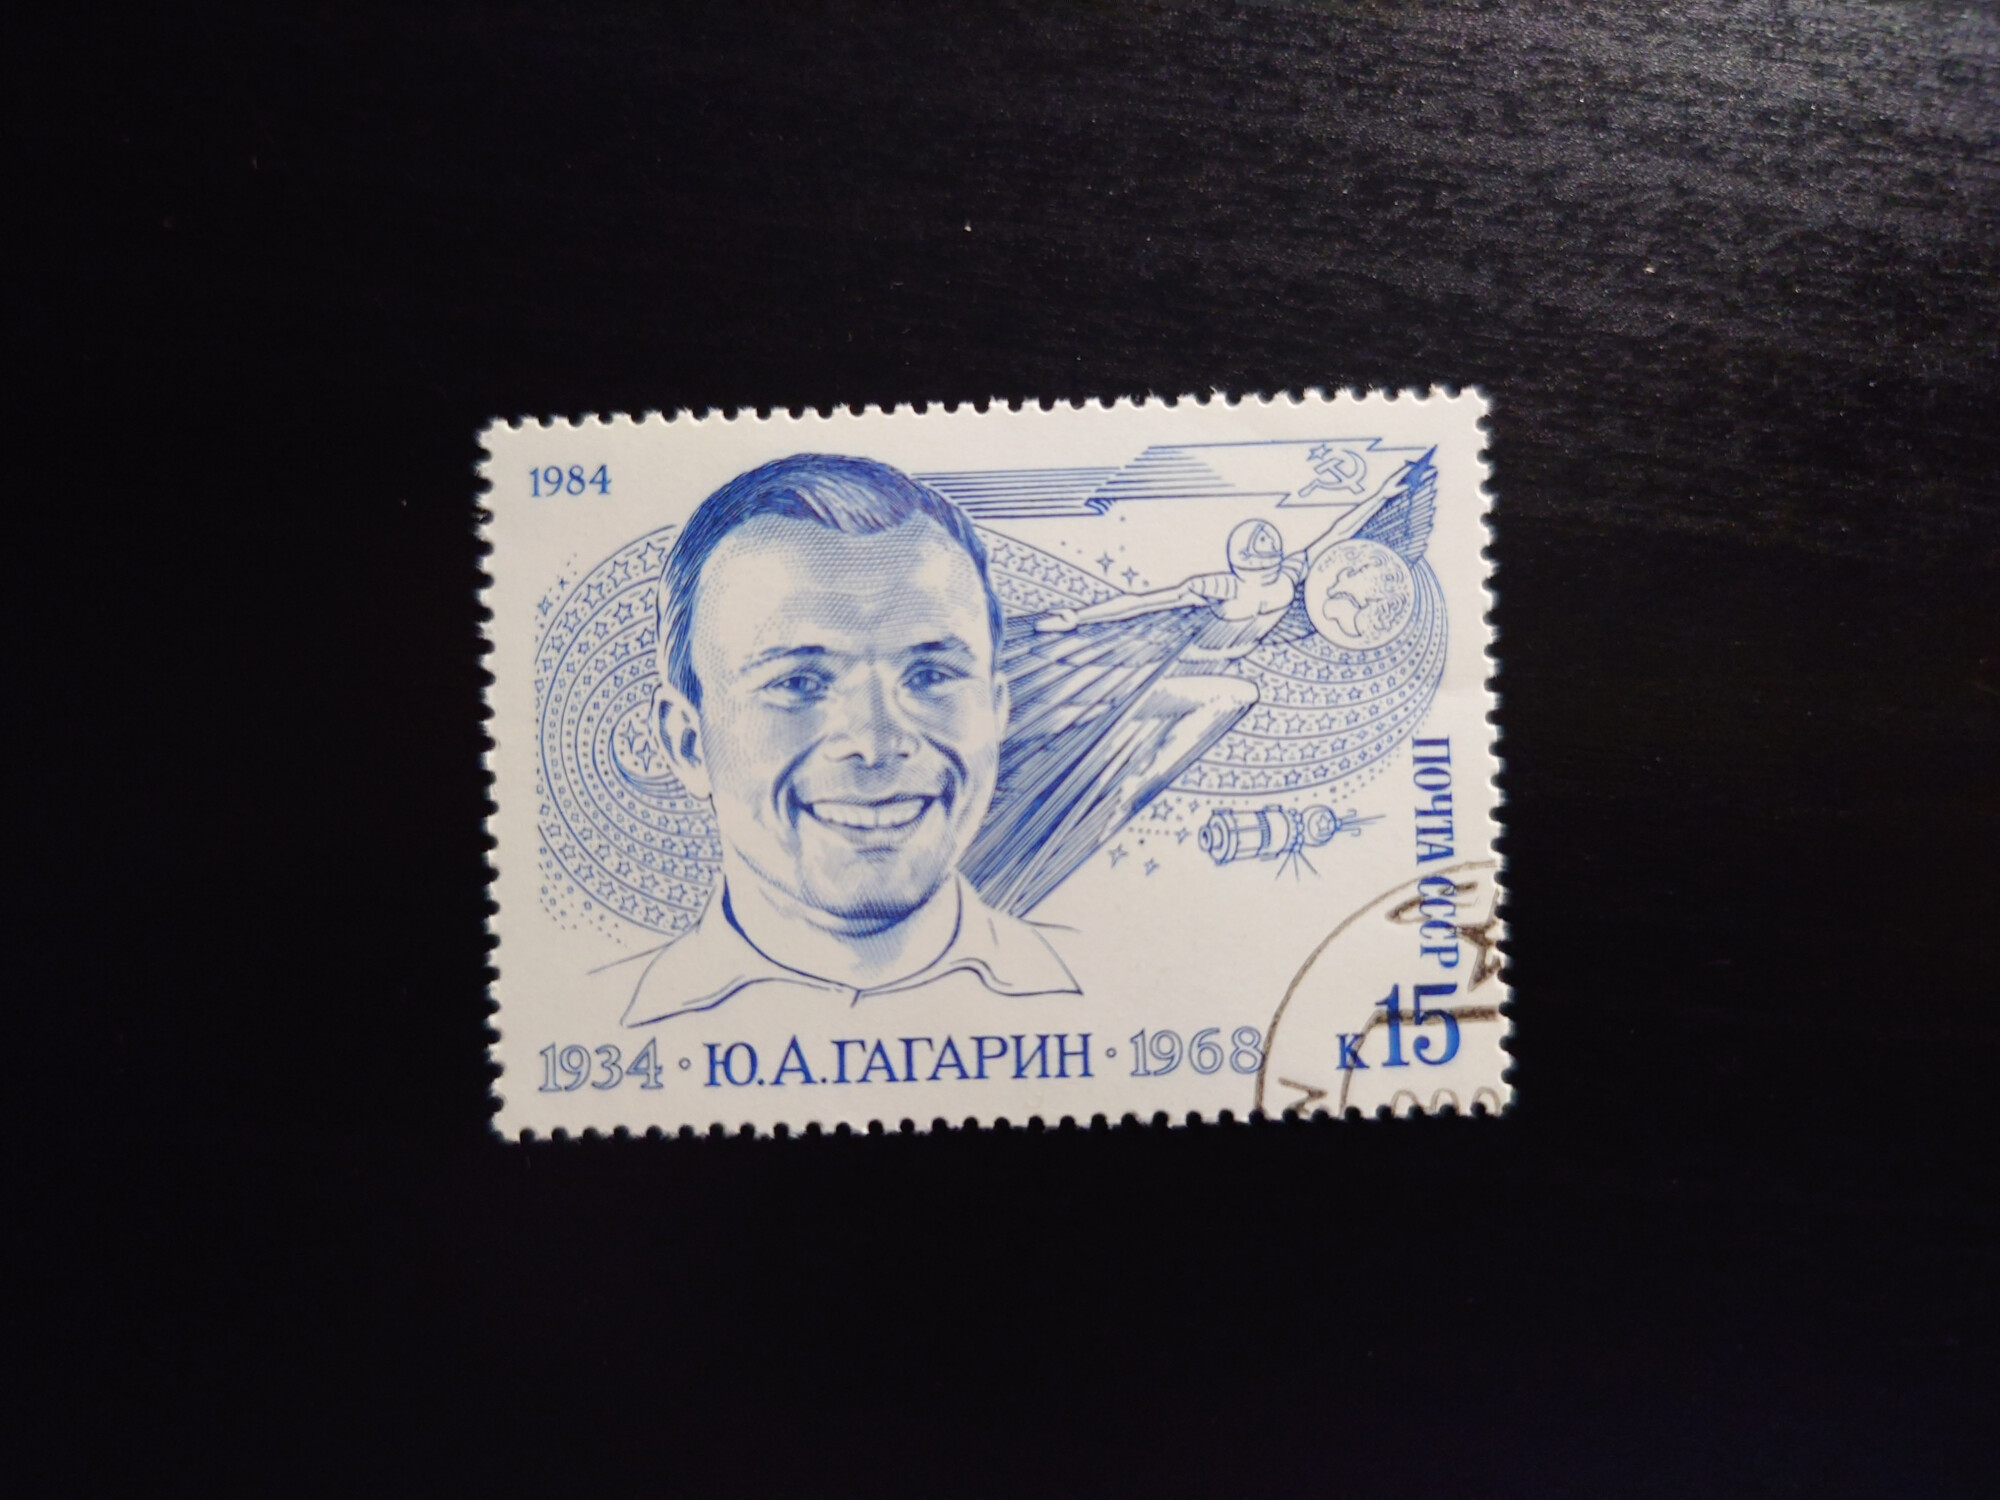 1984
ПОЧТА СССР
к 15
1934 · Ю.А.ГАГАРИН · 1968